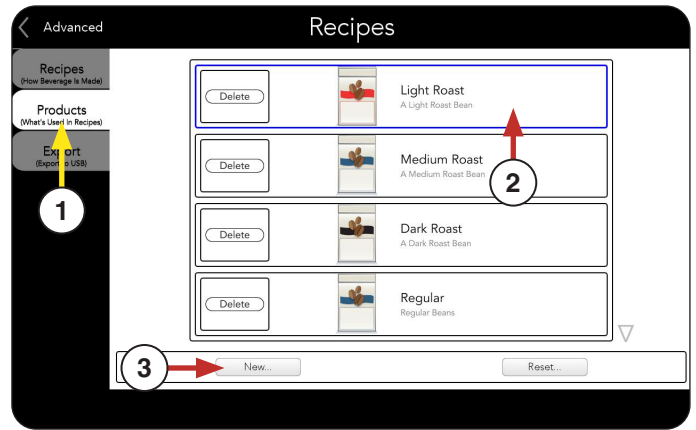 Advanced
Recipes
Recipes
(How Beverage Is Made)
Products
(What's Used In Recipes)
Export
(Export to USB)
1
Delete
Light Roast
A Light Roast Bean
2
Delete
Medium Roast
A Medium Roast Bean
Delete
Dark Roast
A Dark Roast Bean
Delete
Regular
Regular Beans
3
New...
Reset...